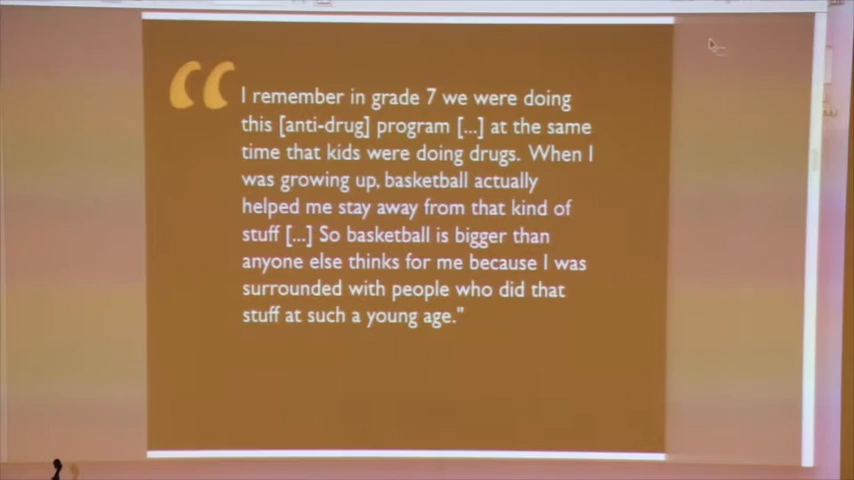 “
I remember in grade 7 we were doing
this [anti-drug] program [...] at the same
time that kids were doing drugs. When I
was growing up, basketball actually
helped me stay away from that kind of
stuff [...] So basketball is bigger than
anyone else thinks for me because I was
surrounded with people who did that
stuff at such a young age."